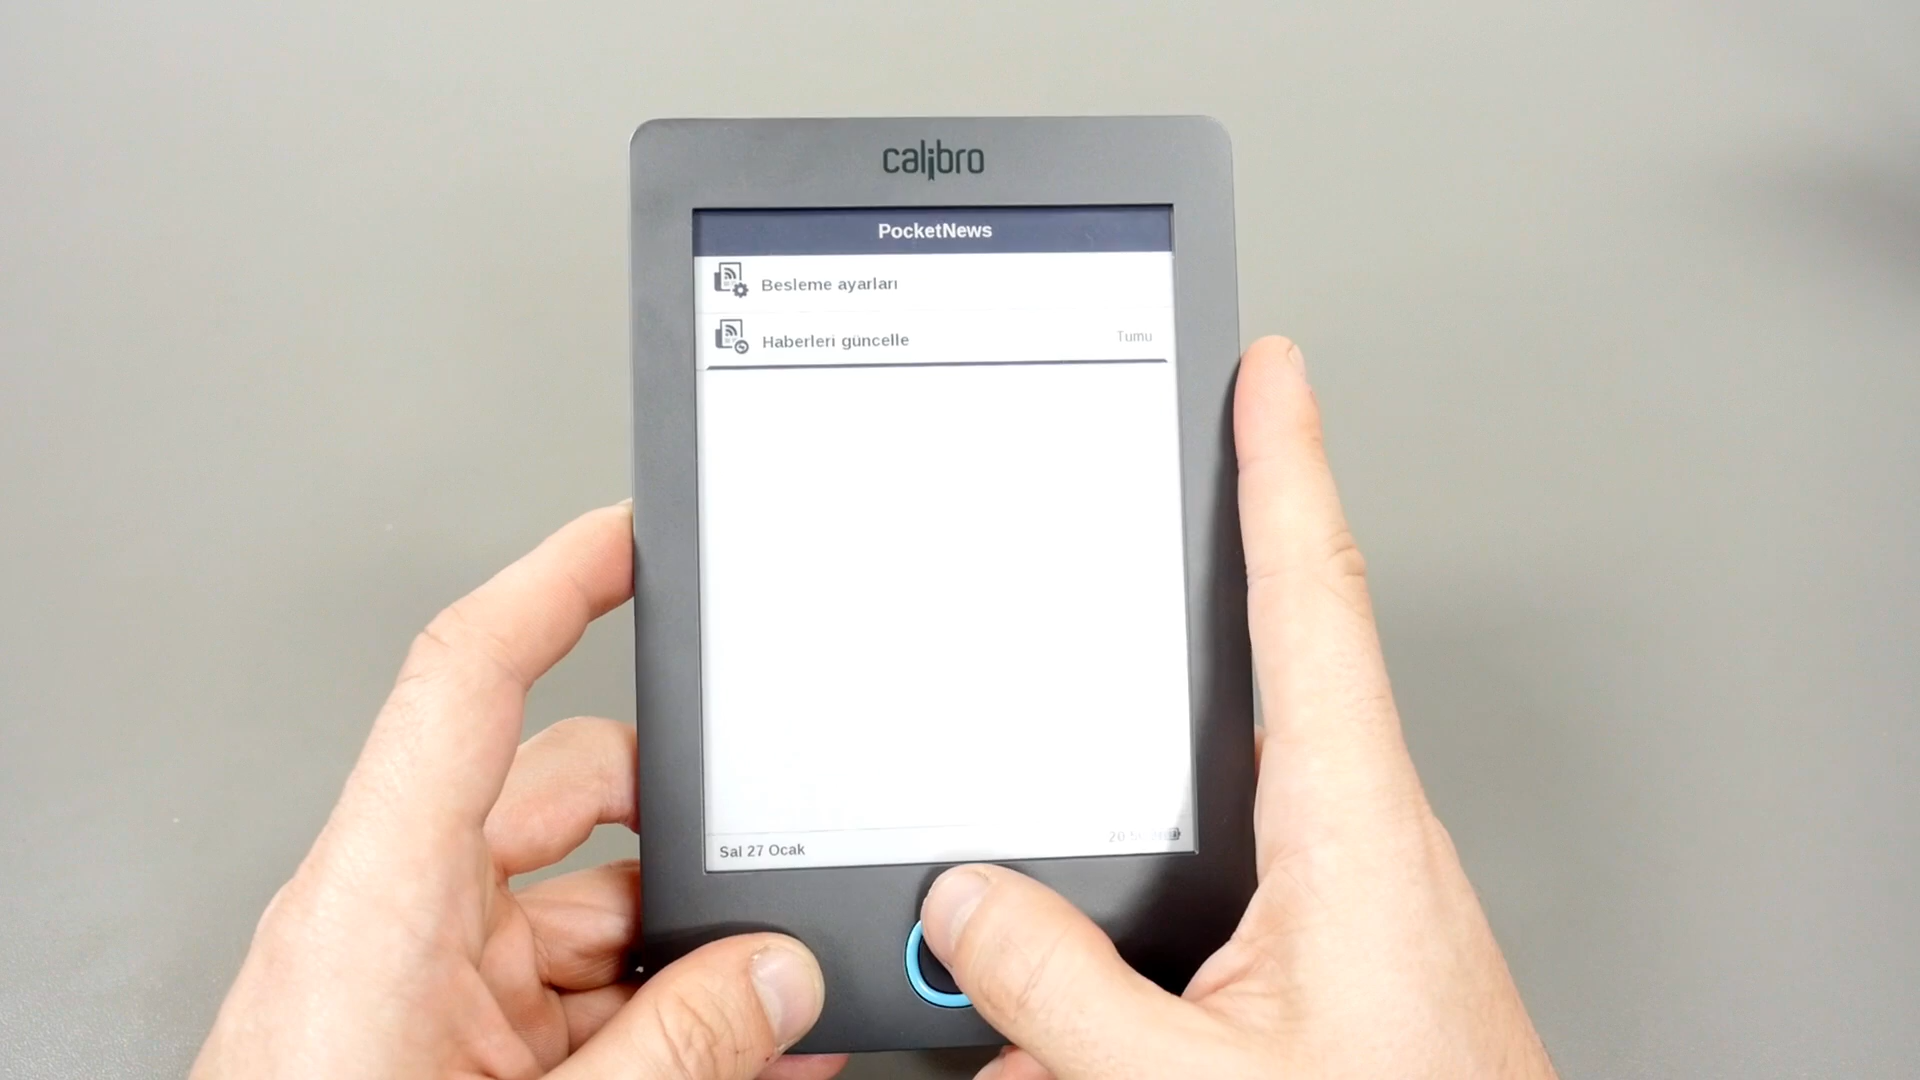 calibro
PocketNews
Besleme ayarları
Haberleri güncelle
Tumu
Sal 27 Ocak